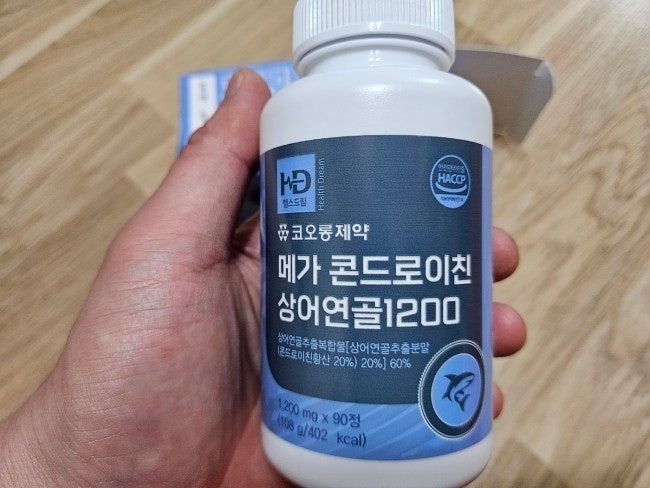 HD
헬스드림
Health Dream
HACCP
코오롱제약
메가 콘드로이친
상어연골1200
상어연골추출복합물[상어연골추출분말
(콘드로이친황산 20%) 20%] 60%
1,200 mg x 90정
(108 g/402 kcal)